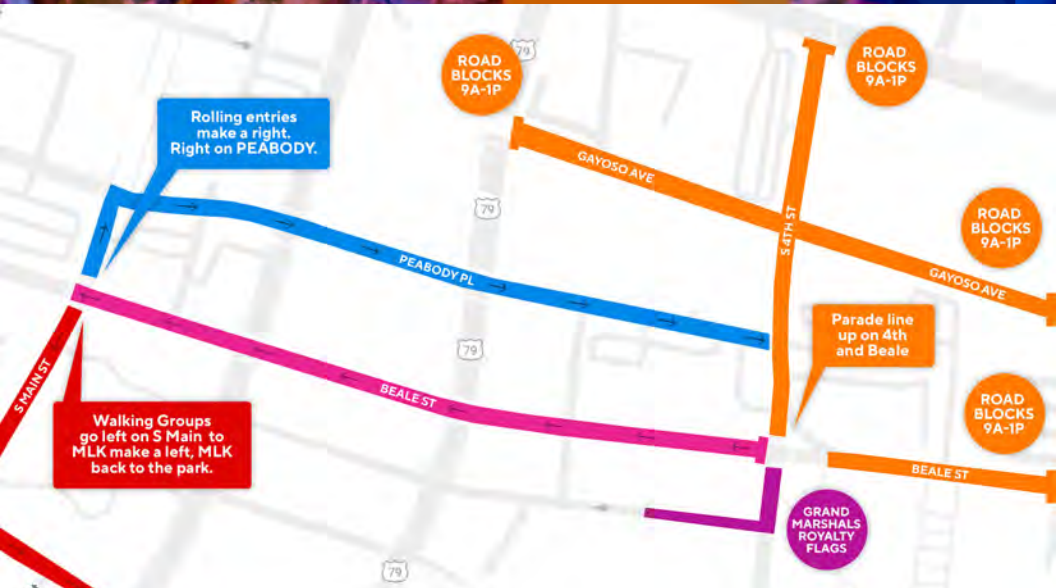 79
ROAD
BLOCKS
9A-1P
ROAD
BLOCKS
9A-1P
Rolling entries
make a right.
Right on PEABODY.
GAYOSO AVE
79
S 4TH ST
ROAD
BLOCKS
9A-1P
PEABODY PL
GAYOSO AVE
Parade line
up on 4th
and Beale
79
S MAIN ST
BEALE ST
ROAD
BLOCKS
9A-1P
Walking Groups
go left on S Main to
MLK make a left, MLK
back to the park.
BEALE ST
GRAND
MARSHALS
ROYALTY
FLAGS
79